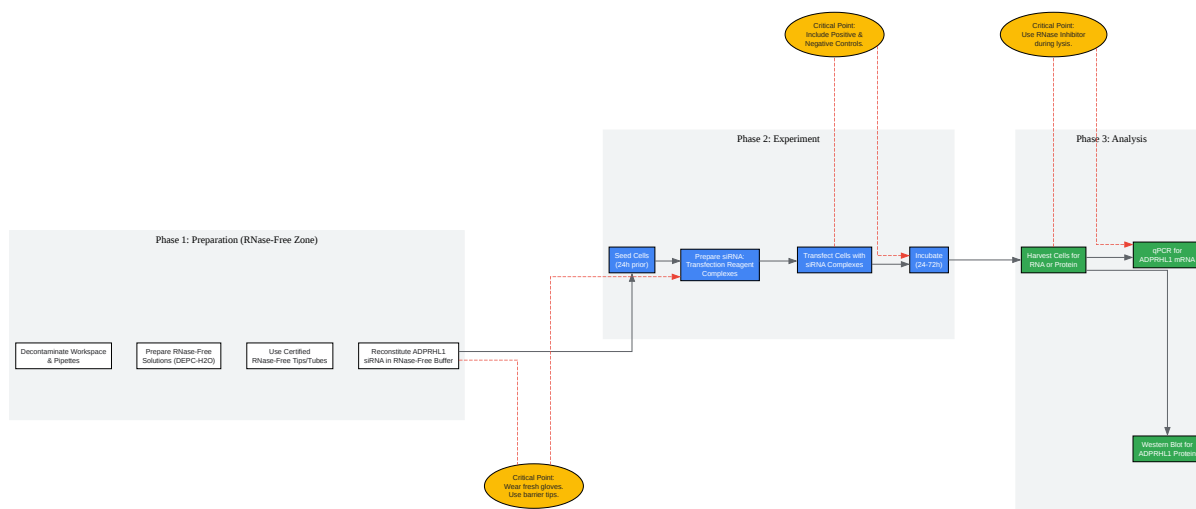 Critical Point:
Include Positive &
Negative Controls.
Critical Point:
Use RNase Inhibitor
during lysis.
Phase 2: Experiment
Phase 3: Analysis
Phase 1: Preparation (RNase-Free Zone)
Seed Cells
(24h prior)
Prepare siRNA:
Transfection Reagent
Complexes
Transfect Cells with
siRNA Complexes
Incubate
(24-72h)
Harvest Cells for
RNA or Protein
qPCR for
ADPRHL1 mRNA
Decontaminate Workspace
& Pipettes
Prepare RNase-Free
Solutions (DEPC-H2O)
Use Certified
RNase-Free Tips/Tubes
Reconstitute ADPRHL1
siRNA in RNase-Free Buffer
Western Blot for
ADPRHL1 Protein
Critical Point:
Wear fresh gloves.
Use barrier tips.